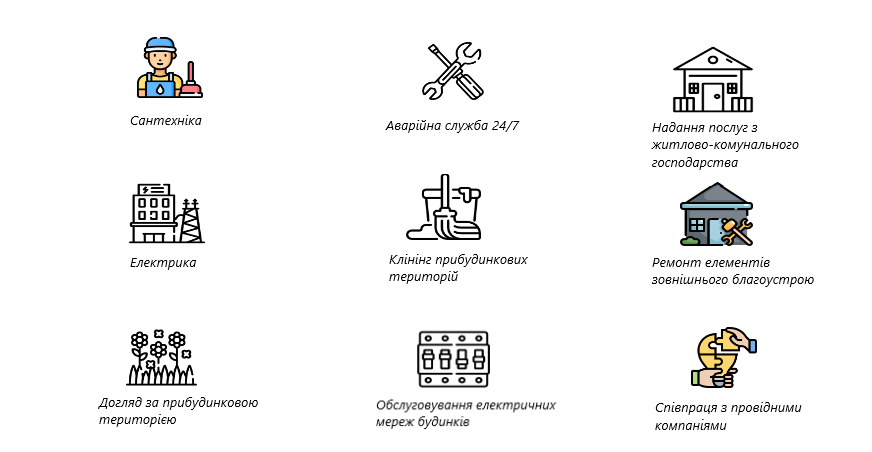 Сантехніка
Аварійна служба 24/7
Надання послуг з
житлово-комунального
господарства
Електрика
Клінінг прибудинкових
територій
Ремонт елементів
зовнішнього благоустрою
Догляд за прибудинковою
територією
Обслуговування електричних
мереж будинків
Співпраця з провідними
компаніями